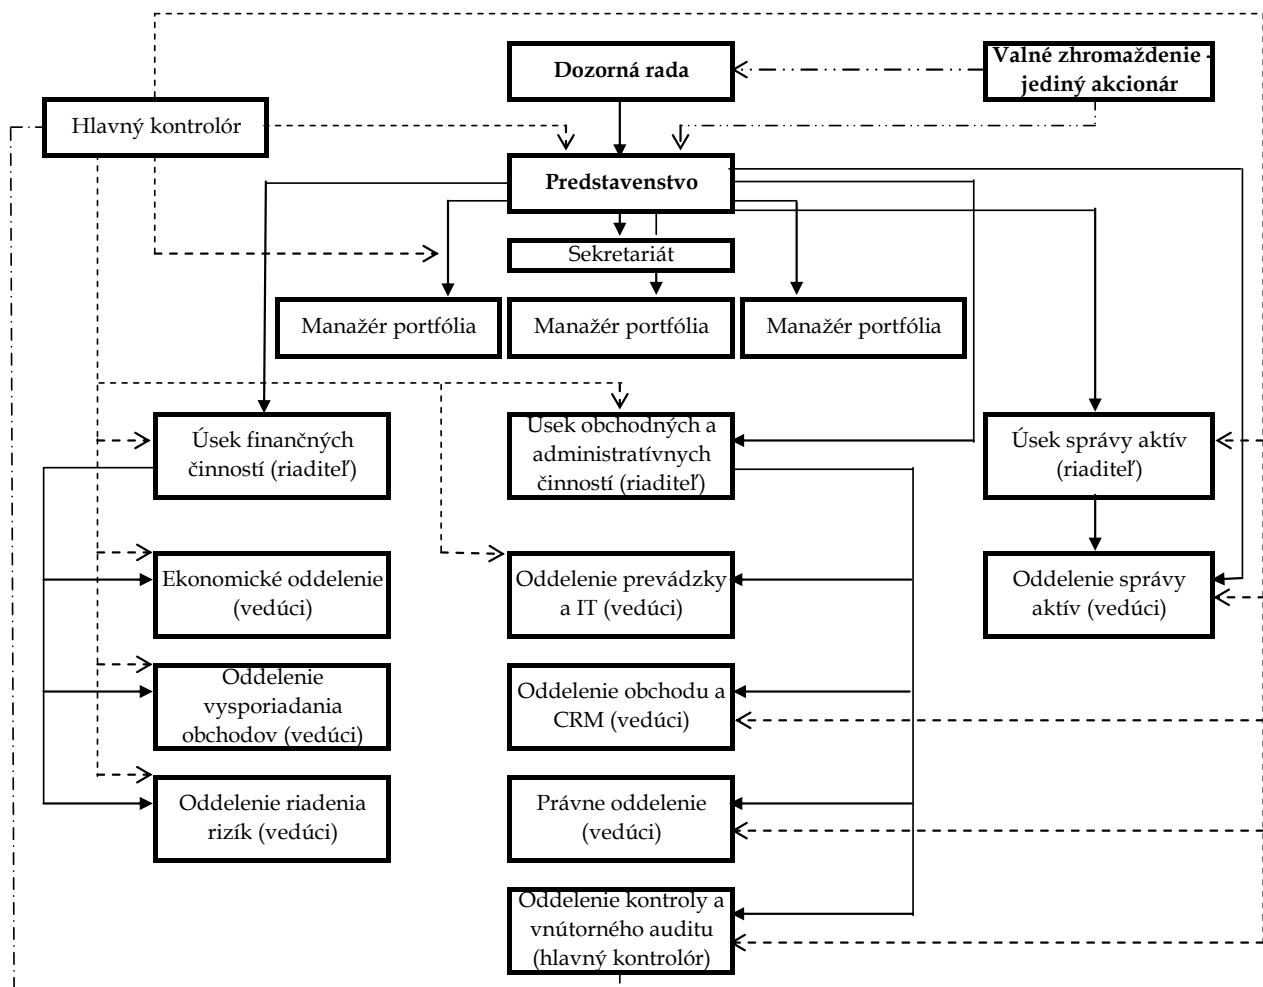 Dozorná rada
Valné zhromaždenie -
jediný akcionár
Hlavný kontrolór
Predstavenstvo
Sekretariát
Manažér portfólia
Manažér portfólia
Manažér portfólia
Úsek finančných
činností (riaditeľ)
Úsek obchodných a
administratívnych
činností (riaditeľ)
Úsek správy aktív
(riaditeľ)
Ekonomické oddelenie
(vedúci)
Oddelenie prevádzky
a IT (vedúci)
Oddelenie správy
aktív (vedúci)
Oddelenie
vysporiadania
obchodov (vedúci)
Oddelenie obchodu a
CRM (vedúci)
Oddelenie riadenia
rizík (vedúci)
Právne oddelenie
(vedúci)
Oddelenie kontroly a
vnútorného auditu
(hlavný kontrolór)